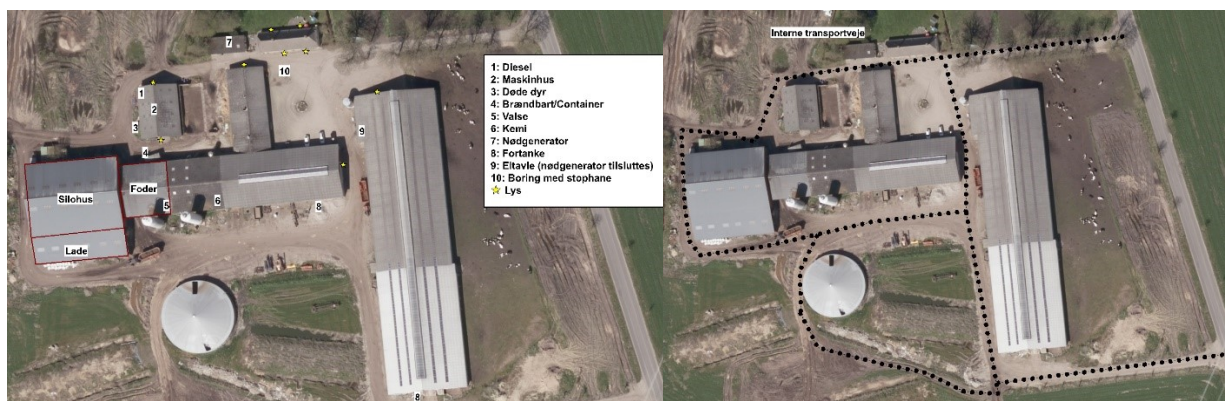 7
10
1
2
3
4
9
Foder
Silohus
5
6
8
Lade
8
1: Diesel
2: Maskinhus
3: Døde dyr
4: Brændbart/Container
5: Valse
6: Kemi
7: Nødgenerator
8: Fortanke
9: Eltavle (nødgenerator tilsluttes)
10: Boring med stophane
Lys
Interne transportveje